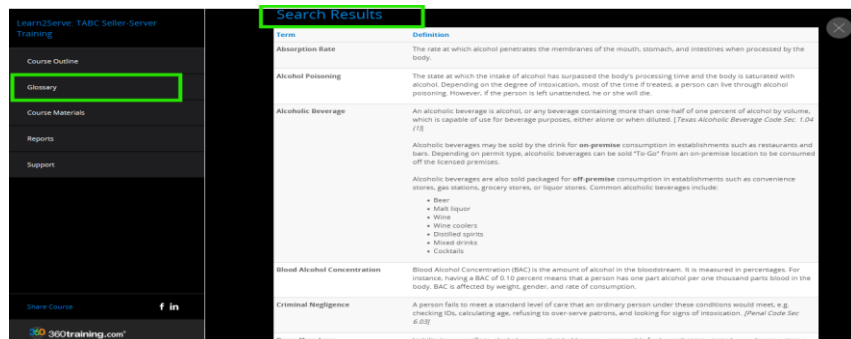 Learn2Serve: TABC Seller-Server
Training
Course Outline
Glossary
Course Materials
Reports
Support
Share Course
f in
360 360training.com®
Search Results
Term Definition
Absorption Rate The rate at which alcohol penetrates the membranes of the mouth, stomach, and intestines when processed by the
body.
Alcohol Poisoning The state at which the intake of alcohol has surpassed the body's processing time and the body is saturated with
alcohol. Depending on the degree of intoxication, most of the time if treated, a person can live through alcohol
poisoning. However, if the person is left unattended, he or she will die.
Alcoholic Beverage An alcoholic beverage is alcohol, or any beverage containing more than one-half of one percent of alcohol by volume,
which is capable of use for beverage purposes, either alone or when diluted. [Texas Alcoholic Beverage Code Sec. 1.04
(1)]
Alcoholic beverages may be sold by the drink for on-premise consumption in establishments such as restaurants and
bars. Depending on permit type, alcoholic beverages can be sold "To-Go" from an on-premise location to be consumed
off the licensed premises.
Alcoholic beverages are also sold packaged for off-premise consumption in establishments such as convenience
stores, gas stations, grocery stores, or liquor stores. Common alcoholic beverages include:
• Beer
• Malt liquor
• Wine
• Wine coolers
• Distilled spirits
• Mixed drinks
• Cocktails
Blood Alcohol Concentration Blood Alcohol Concentration (BAC) is the amount of alcohol in the bloodstream. It is measured in percentages. For
instance, having a BAC of 0.10 percent means that a person has one part alcohol per one thousand parts blood in the
body. BAC is affected by weight, gender, and rate of consumption.
Criminal Negligence A person fails to meet a standard level of care that an ordinary person under these conditions would meet, e.g.
checking IDs, calculating age, refusing to over-serve patrons, and looking for signs of intoxication. [Penal Code Sec
6.03]